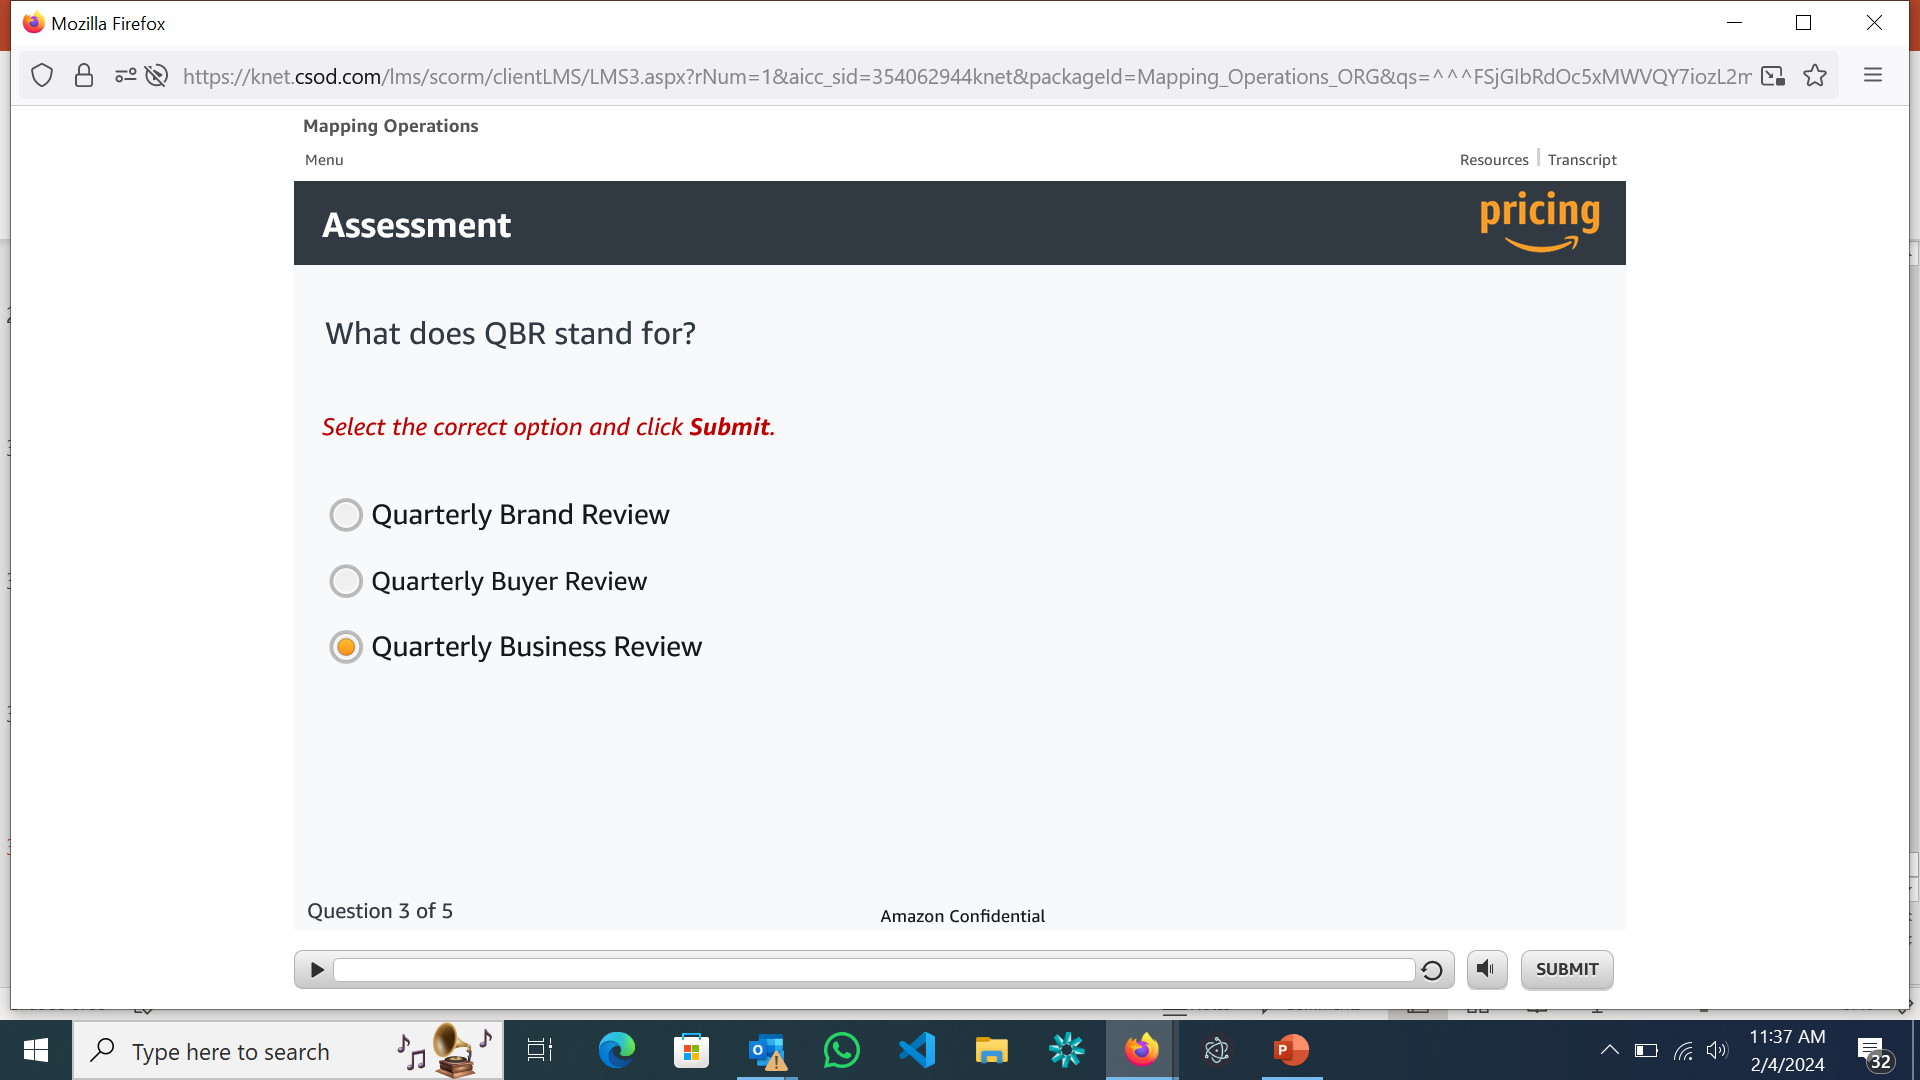 Mozilla Firefox
https://knet.csod.com/lms/scorm/clientLMS/LMS3.aspx?rNum=1&aicc_sid=354062944knet&packageId=Mapping_Operations_ORG&qs=^^^FSjGIbRdOc5xMWVQY7iozL2m
Mapping Operations
Menu
Resources
Transcript
Assessment
pricing
What does QBR stand for?
Select the correct option and click Submit.
Quarterly Brand Review
Quarterly Buyer Review
Quarterly Business Review
Question 3 of 5
Amazon Confidential
SUBMIT
Type here to search
11:37 AM
2/4/2024
32